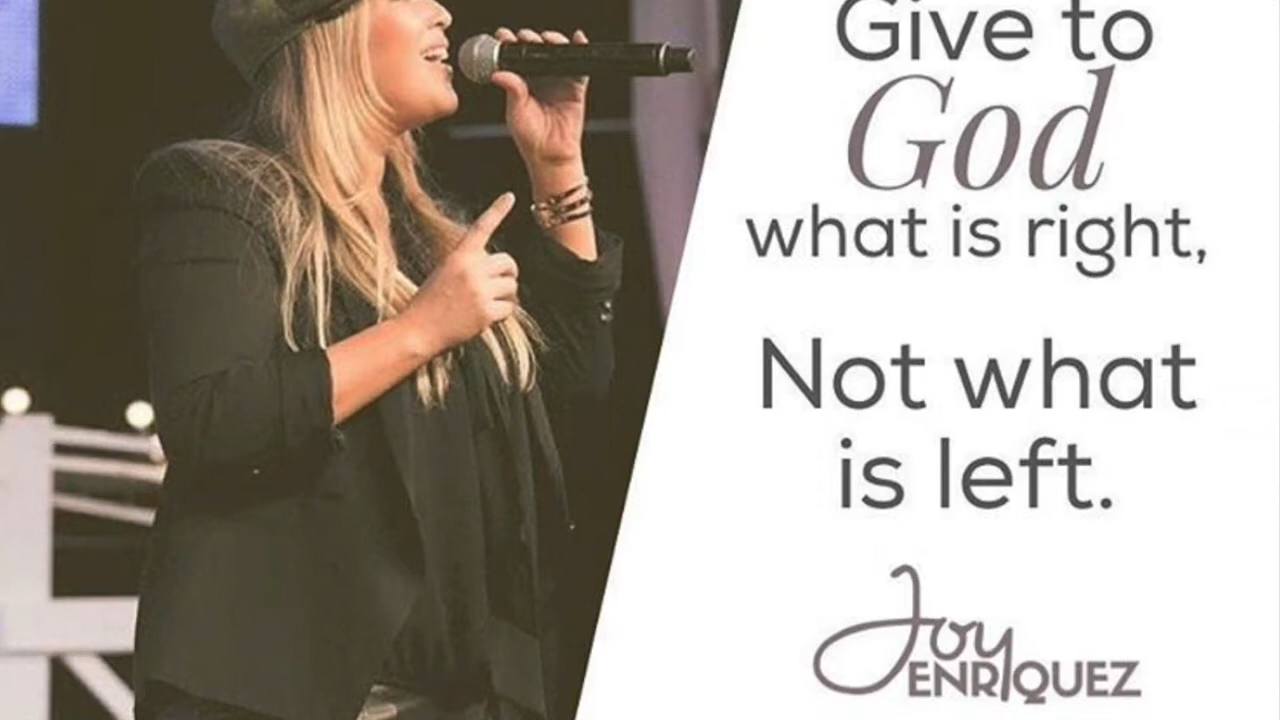 Give to
God
what is right,
Not what
is left.
Joy
ENRIQUEZ